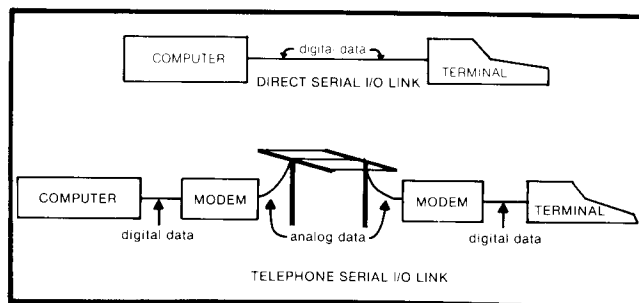 COMPUTER
digital data
TERMINAL
DIRECT SERIAL I/O LINK
COMPUTER
MODEM
MODEM
TERMINAL
digital data
analog data
digital data
TELEPHONE SERIAL I/O LINK